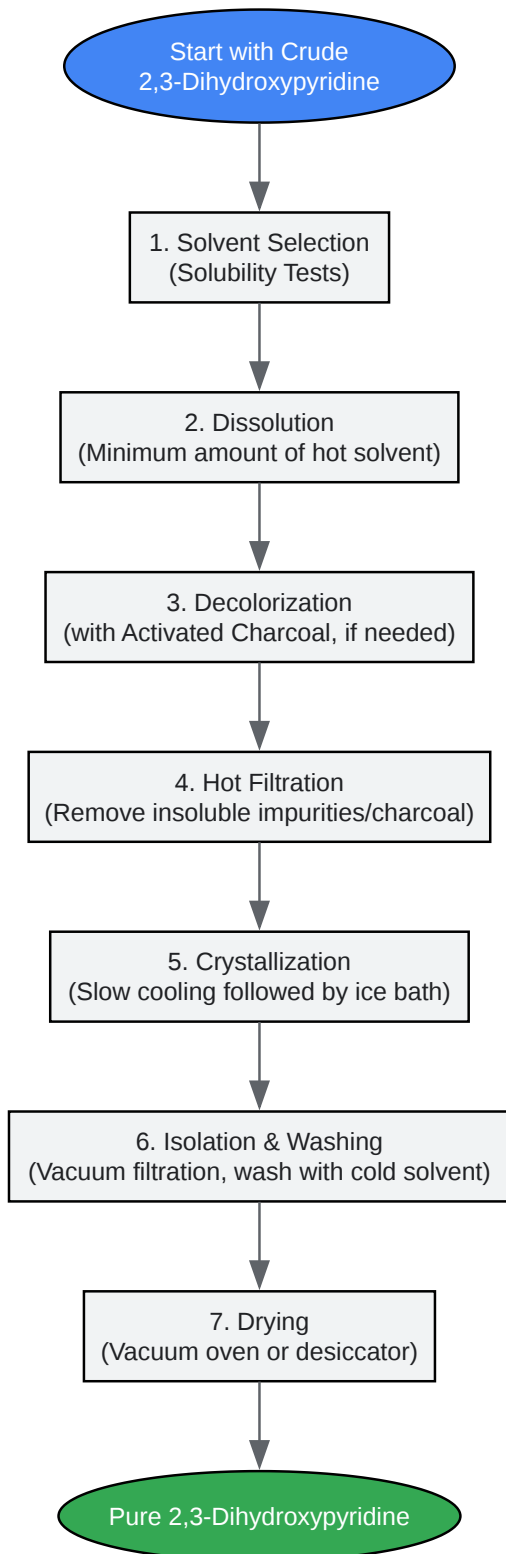 Start with Crude
2,3-Dihydroxypyridine
1. Solvent Selection
(Solubility Tests)
2. Dissolution
(Minimum amount of hot solvent)
3. Decolorization
(with Activated Charcoal, if needed)
4. Hot Filtration
(Remove insoluble impurities/charcoal)
5. Crystallization
(Slow cooling followed by ice bath)
6. Isolation & Washing
(Vacuum filtration, wash with cold solvent)
7. Drying
(Vacuum oven or desiccator)
Pure 2,3-Dihydroxypyridine